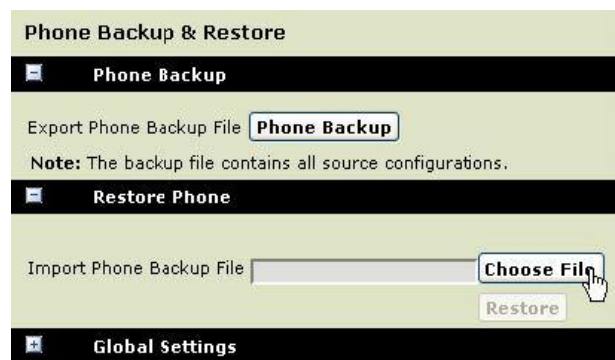 Phone Backup & Restore
Phone Backup
Export Phone Backup File Phone Backup
Note: The backup file contains all source configurations.
Restore Phone
Import Phone Backup File Choose File
Restore
Global Settings